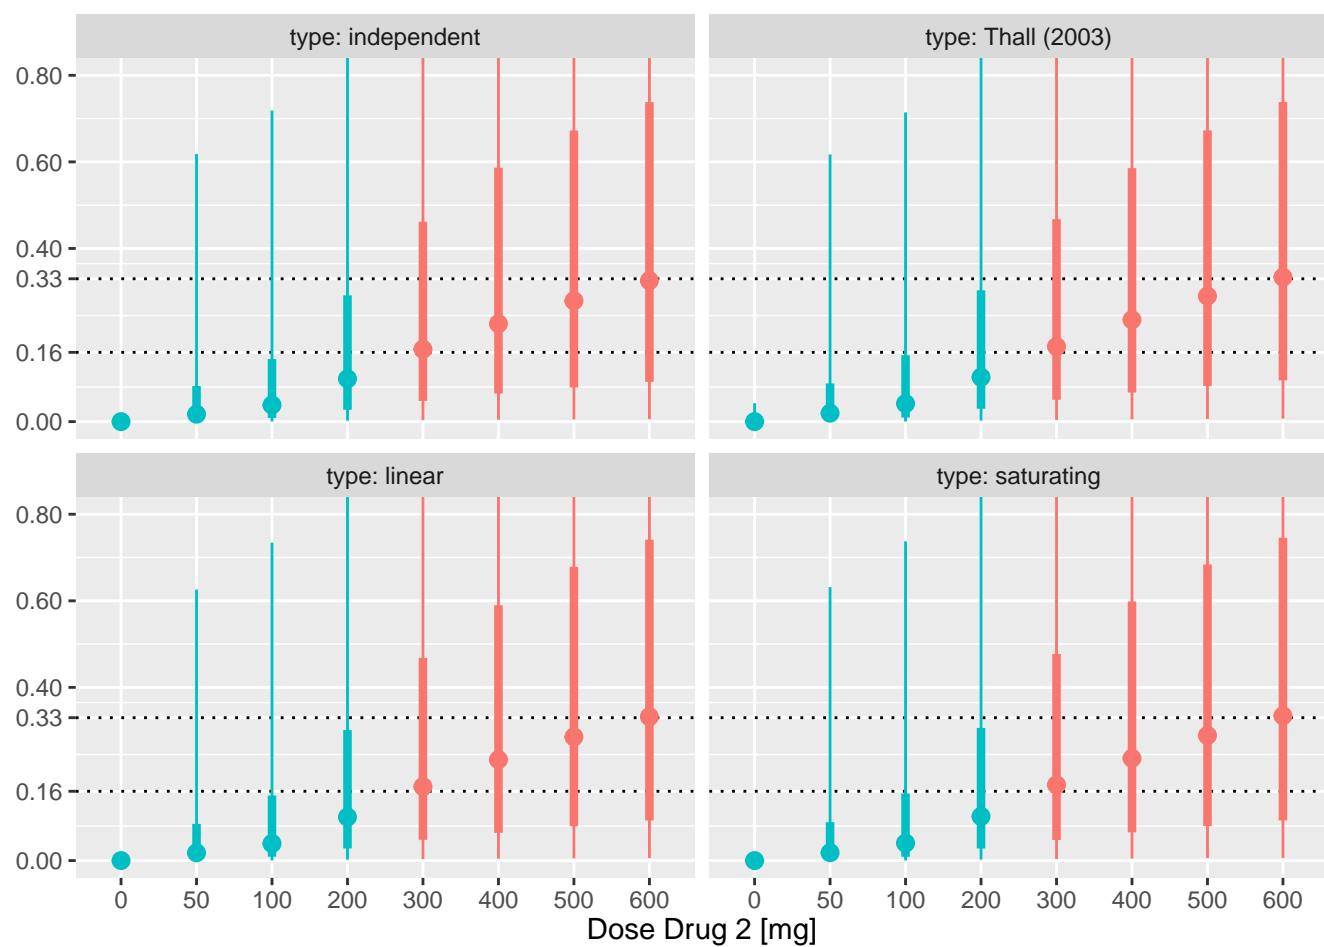 type: independent
type: Thall (2003)
0.80
0.60
0.40
0.33
0.16
0.00
type: linear
type: saturating
0.80
0.60
0.40
0.33
0.16
0.00
0 50 100 200 300 400 500 600
0 50 100 200 300 400 500 600
Dose Drug 2 [mg]